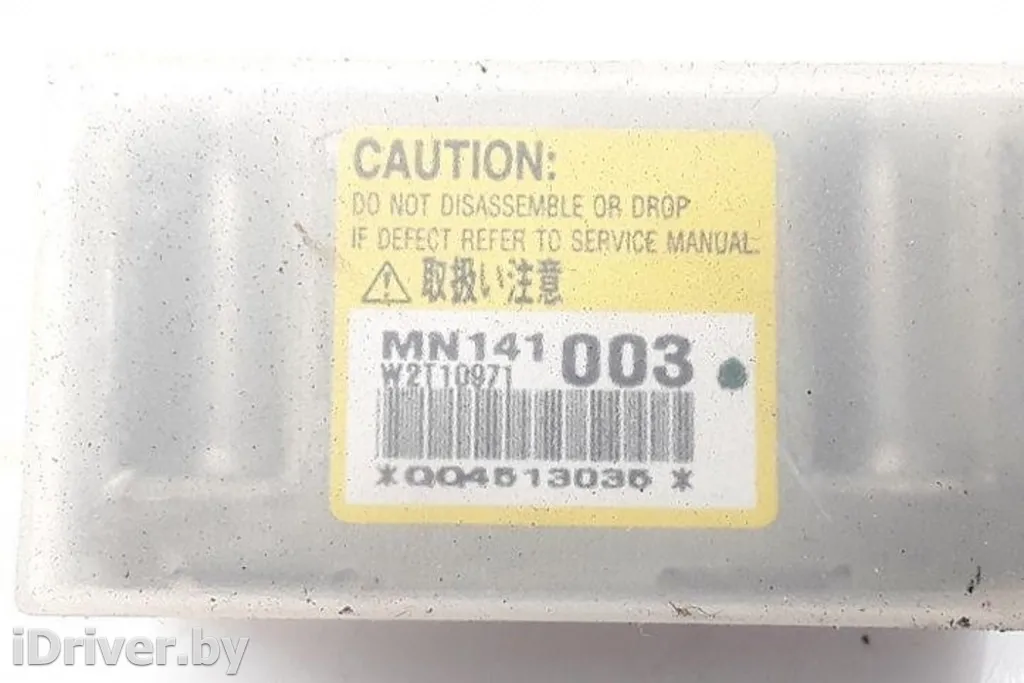 CAUTION:
DO NOT DISASSEMBLE OR DROP
IF DEFECT REFER TO SERVICE MANUAL.
取扱い注意
MN141 003
W2T10971
*QQ4513035*
iDriver.by